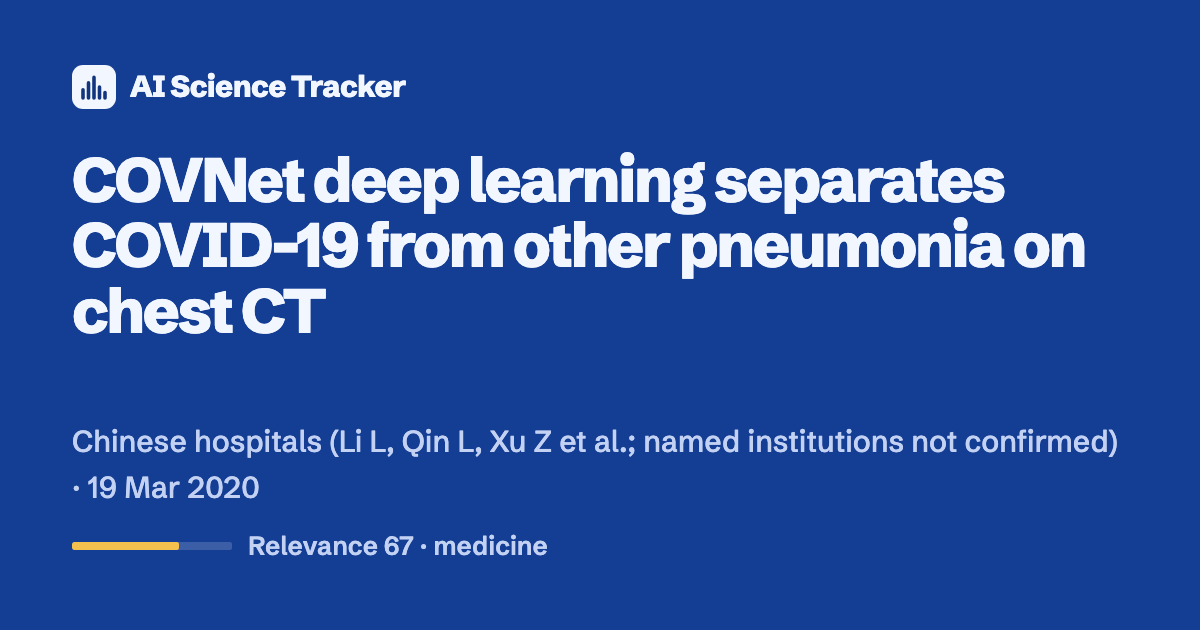 AI Science Tracker
COVNet deep learning separates
COVID-19 from other pneumonia on
chest CT
Chinese hospitals (Li L, Qin L, Xu Z et al.; named institutions not confirmed)
· 19 Mar 2020
Relevance 67 · medicine